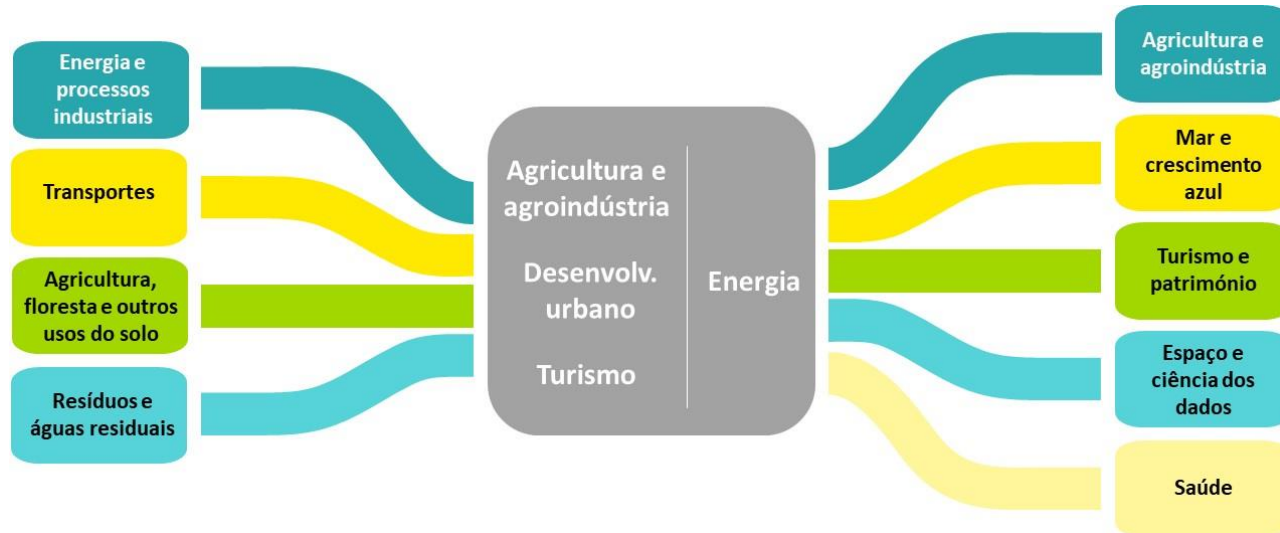 Energia e
processos
industriais
Transportes
Agricultura,
floresta e outros
usos do solo
Resíduos e
águas residuais
Agricultura e
agroindústria
Desenvolv.
urbano
Turismo
Energia
Agricultura e
agroindústria
Mar e
crescimento
azul
Turismo e
património
Espaço e
ciência dos
dados
Saúde